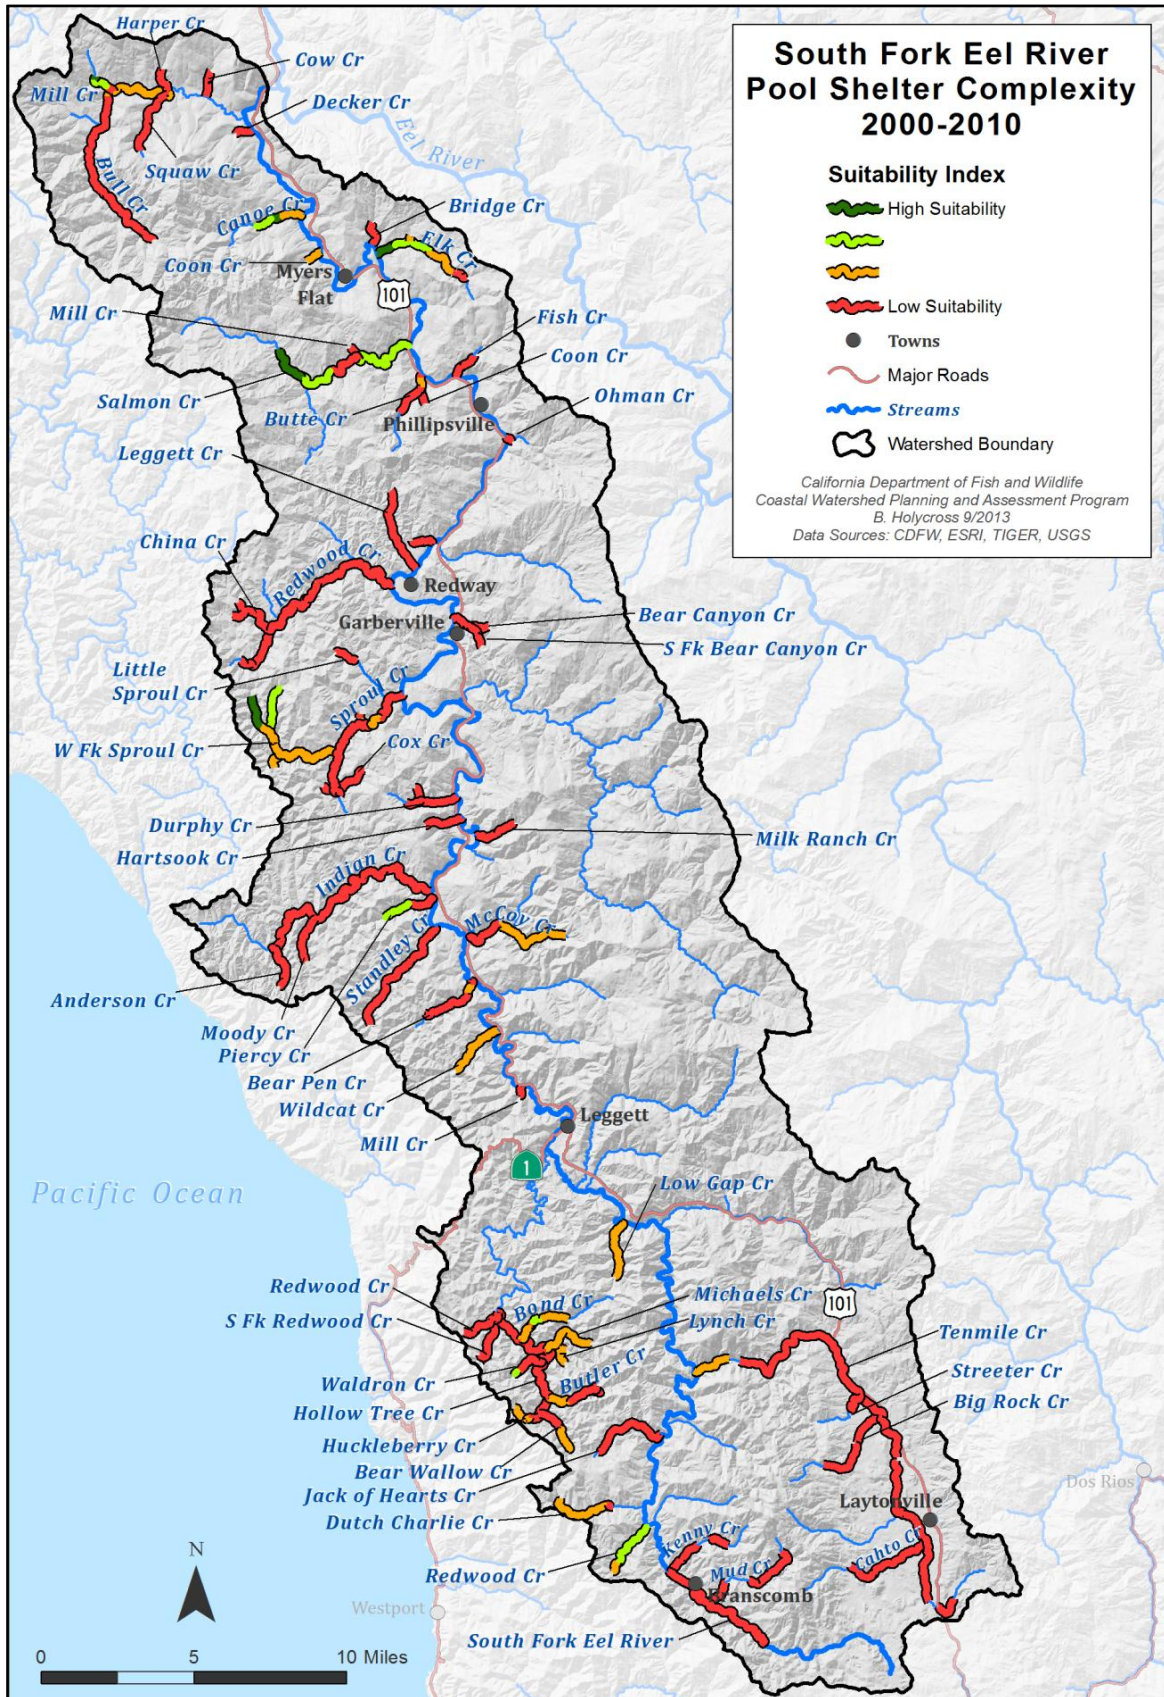 South Fork Eel River
Pool Shelter Complexity
2000-2010
Suitability Index
High Suitability
Low Suitability
Towns
Major Roads
Streams
Watershed Boundary
California Department of Fish and Wildlife
Coastal Watershed Planning and Assessment Program
B. Holycross 9/2013
Data Sources: CDFW, ESRI, TIGER, USGS
Harper Cr
Cow Cr
Mill Cr
Decker Cr
Eel River
Squaw Cr
Bull Cr
Canoe Cr
Bridge Cr
Elk Cr
Coon Cr
Myers
Flat
101
Mill Cr
Fish Cr
Coon Cr
Salmon Cr
Butte Cr
Ohman Cr
Phillipsville
Leggett Cr
China Cr
Redwood Cr
Redway
Garberville
Bear Canyon Cr
S Fk Bear Canyon Cr
Little
Sproul Cr
Sproul Cr
W Fk Sproul Cr
Cox Cr
Durphy Cr
Hartsook Cr
Milk Ranch Cr
Indian Cr
McCoy Cr
Standley Cr
Anderson Cr
Moody Cr
Piercy Cr
Bear Pen Cr
Wildcat Cr
Mill Cr
Leggett
1
Pacific Ocean
Low Gap Cr
Redwood Cr
Bond Cr
Michaels Cr
101
S Fk Redwood Cr
Lynch Cr
Tenmile Cr
Waldron Cr
Butler Cr
Streeter Cr
Hollow Tree Cr
Big Rock Cr
Huckleberry Cr
Bear Wallow Cr
Jack of Hearts Cr
Dos Rios
Laytonville
Dutch Charlie Cr
Kenny Cr
Cahto Cr
Redwood Cr
Mud Cr
Branscomb
N
Westport
South Fork Eel River
0 5 10 Miles